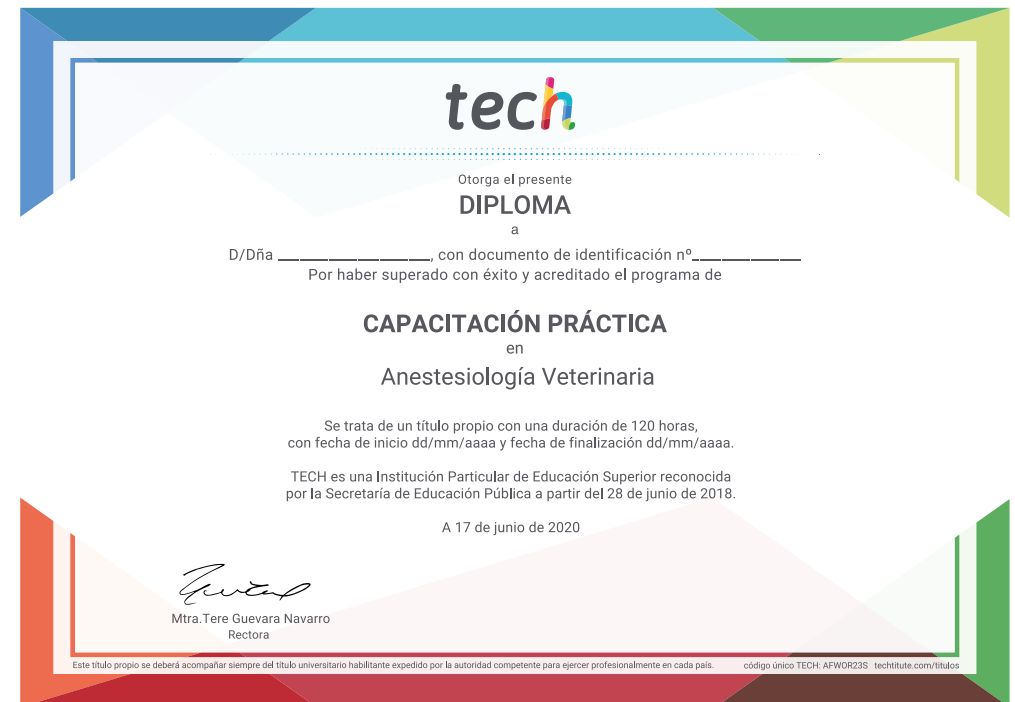 tech
Otorga el presente
DIPLOMA
a
D/Dña ____________________, con documento de identificación nº______________
Por haber superado con éxito y acreditado el programa de
CAPACITACIÓN PRÁCTICA
en
Anestesiología Veterinaria
Se trata de un título propio con una duración de 120 horas,
con fecha de inicio dd/mm/aaaa y fecha de finalización dd/mm/aaaa.
TECH es una Institución Particular de Educación Superior reconocida
por la Secretaría de Educación Pública a partir del 28 de junio de 2018.
A 17 de junio de 2020
Mtra.Tere Guevara Navarro
Rectora
Este título propio se deberá acompañar siempre del título universitario habilitante expedido por la autoridad competente para ejercer profesionalmente en cada país. código único TECH: AFWOR23S techtitute.com/titulos